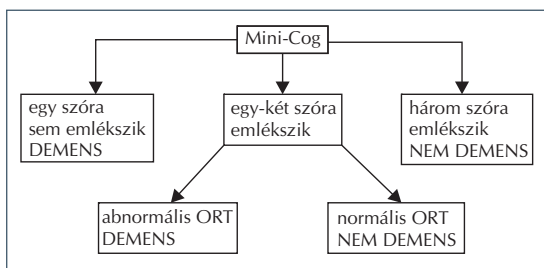 Mini-Cog
egy szóra
sem emlékszik
DEMENS
egy-két szóra
emlékszik
három szóra
emlékszik
NEM DEMENS
abnormális ORT
DEMENS
normális ORT
NEM DEMENS